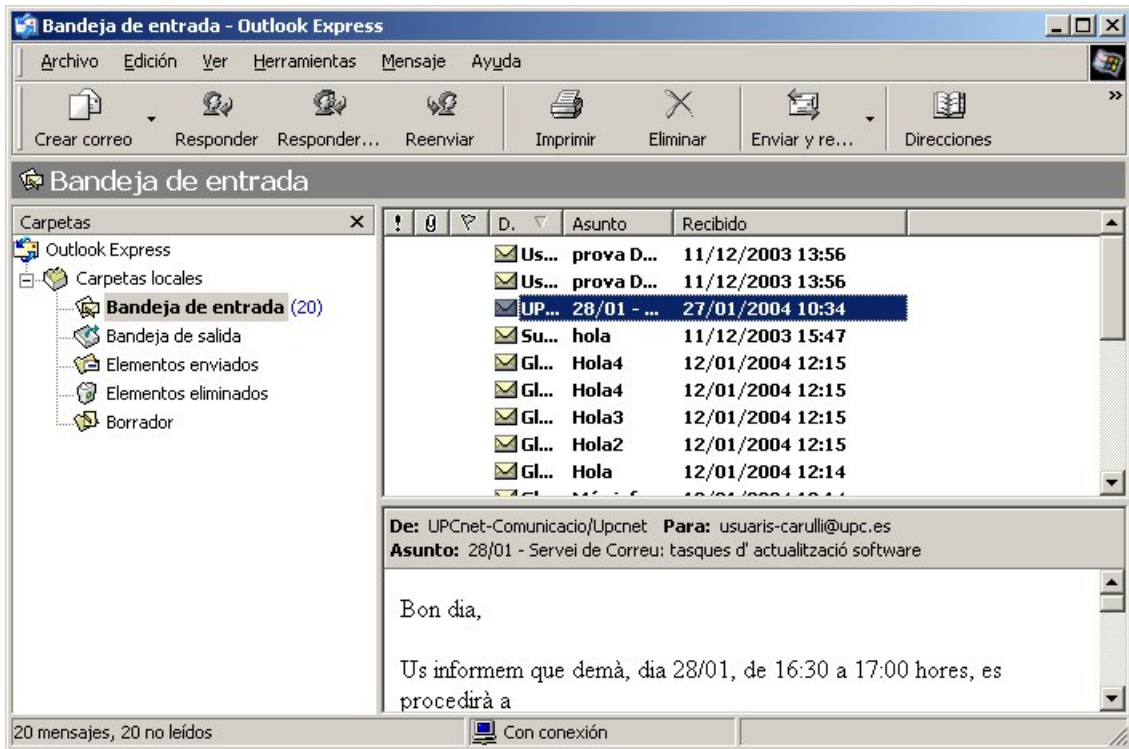 Bandeja de entrada - Outlook Express
Archivo Edición Ver Herramientas Mensaje Ayuda
Crear correo Responder Responder... Reenviar Imprimir Eliminar Enviar y re... Direcciones »
Bandeja de entrada
Carpetas
Outlook Express
Carpetas locales
Bandeja de entrada (20)
Bandeja de salida
Elementos enviados
Elementos eliminados
Borrador
! D. Asunto Recibido
Us... prova D... 11/12/2003 13:56
Us... prova D... 11/12/2003 13:56
UP... 28/01 - ... 27/01/2004 10:34
Su... hola 11/12/2003 15:47
Gl... Hola4 12/01/2004 12:15
Gl... Hola4 12/01/2004 12:15
Gl... Hola3 12/01/2004 12:15
Gl... Hola2 12/01/2004 12:15
Gl... Hola 12/01/2004 12:14
De: UPCnet-Comunicacio/Upcnet Para: usuaris-carulli@upc.es
Asunto: 28/01 - Servei de Correu: tasques d' actualització software
Bon dia,
Us informem que demà, dia 28/01, de 16:30 a 17:00 hores, es
procedirà a
20 mensajes, 20 no leídos Con conexión